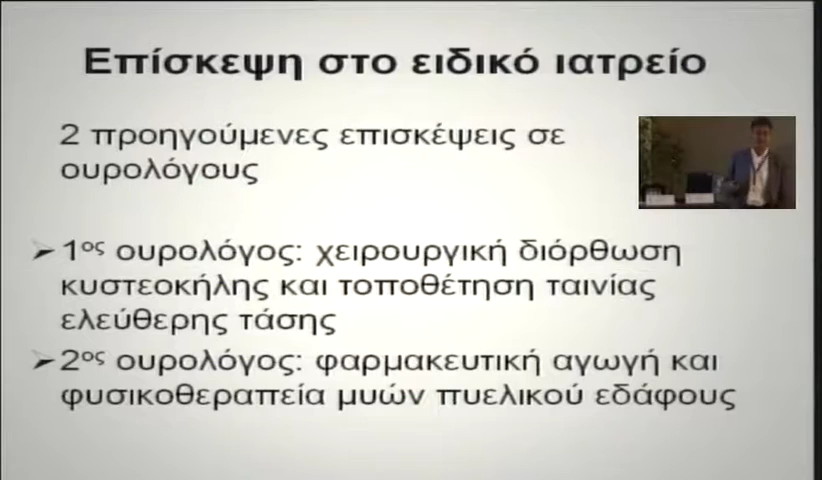 Επίσκεψη στο ειδικό ιατρείο
2 προηγούμενες επισκέψεις σε
ουρολόγους
➢ 1ος ουρολόγος: χειρουργική διόρθωση
κυστεοκήλης και τοποθέτηση ταινίας
ελεύθερης τάσης
➢ 2ος ουρολόγος: φαρμακευτική αγωγή και
φυσικοθεραπεία μυών πυελικού εδάφους